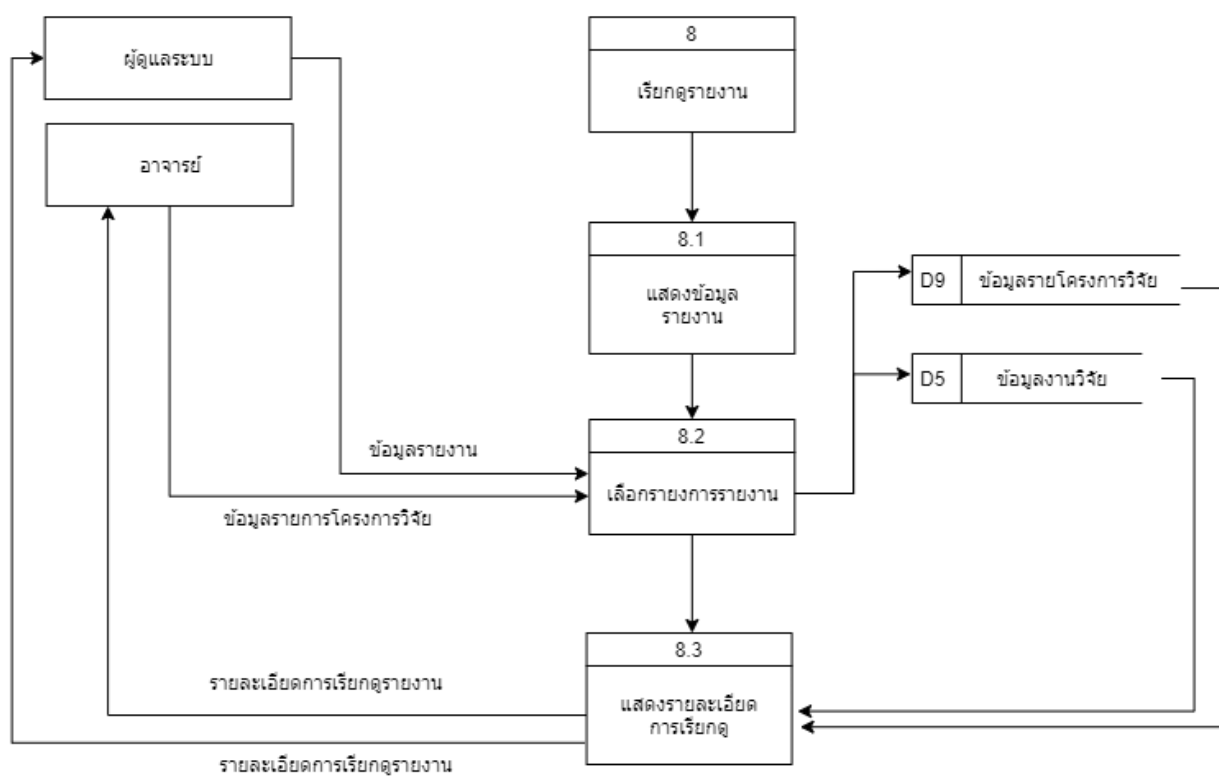 ผู้ดูแลระบบ
อาจารย์
8
เรียกดูรายงาน
8.1
แสดงข้อมูล
รายงาน
D9 ข้อมูลรายโครงการวิจัย
D5 ข้อมูลงานวิจัย
8.2
เลือกรายงการรายงาน
ข้อมูลรายงาน
ข้อมูลรายการโครงการวิจัย
8.3
แสดงรายละเอียด
การเรียกดู
รายละเอียดการเรียกดูรายงาน
รายละเอียดการเรียกดูรายงาน